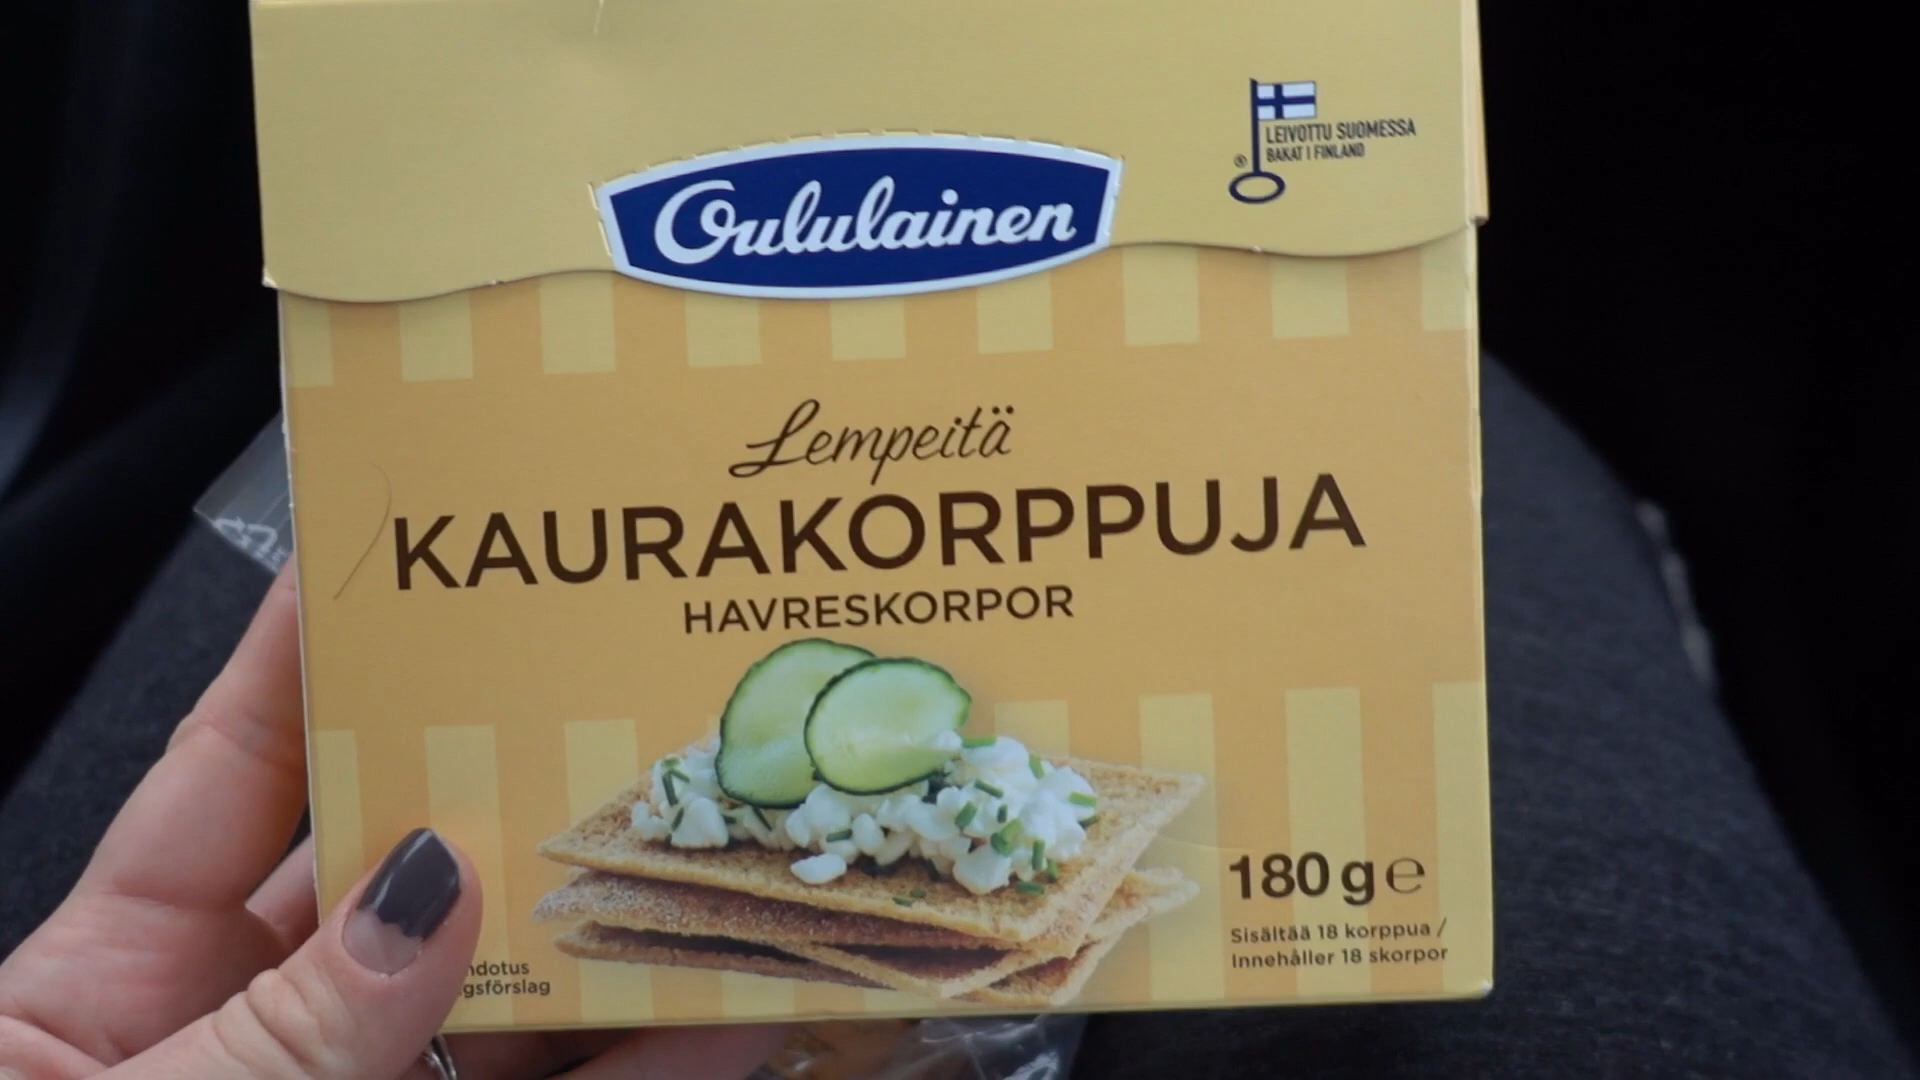 Oululainen
LEIVOTTU SUOMESSA
BAKAT I FINLAND
®
Lempeitä
KAURAKORPPUJA
HAVRESKORPOR
180 g ℮
Sisältää 18 korppua /
Innehåller 18 skorpor